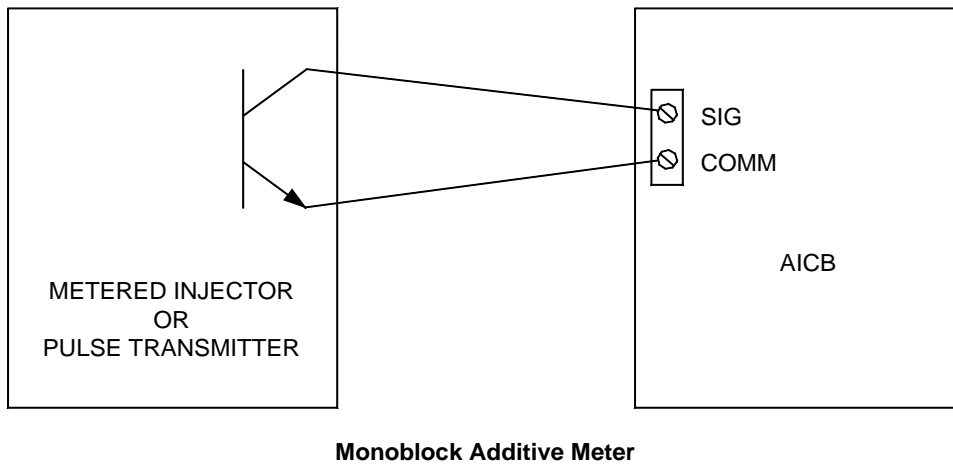 SIG
COMM
AICB
METERED INJECTOR
OR
PULSE TRANSMITTER
Monoblock Additive Meter